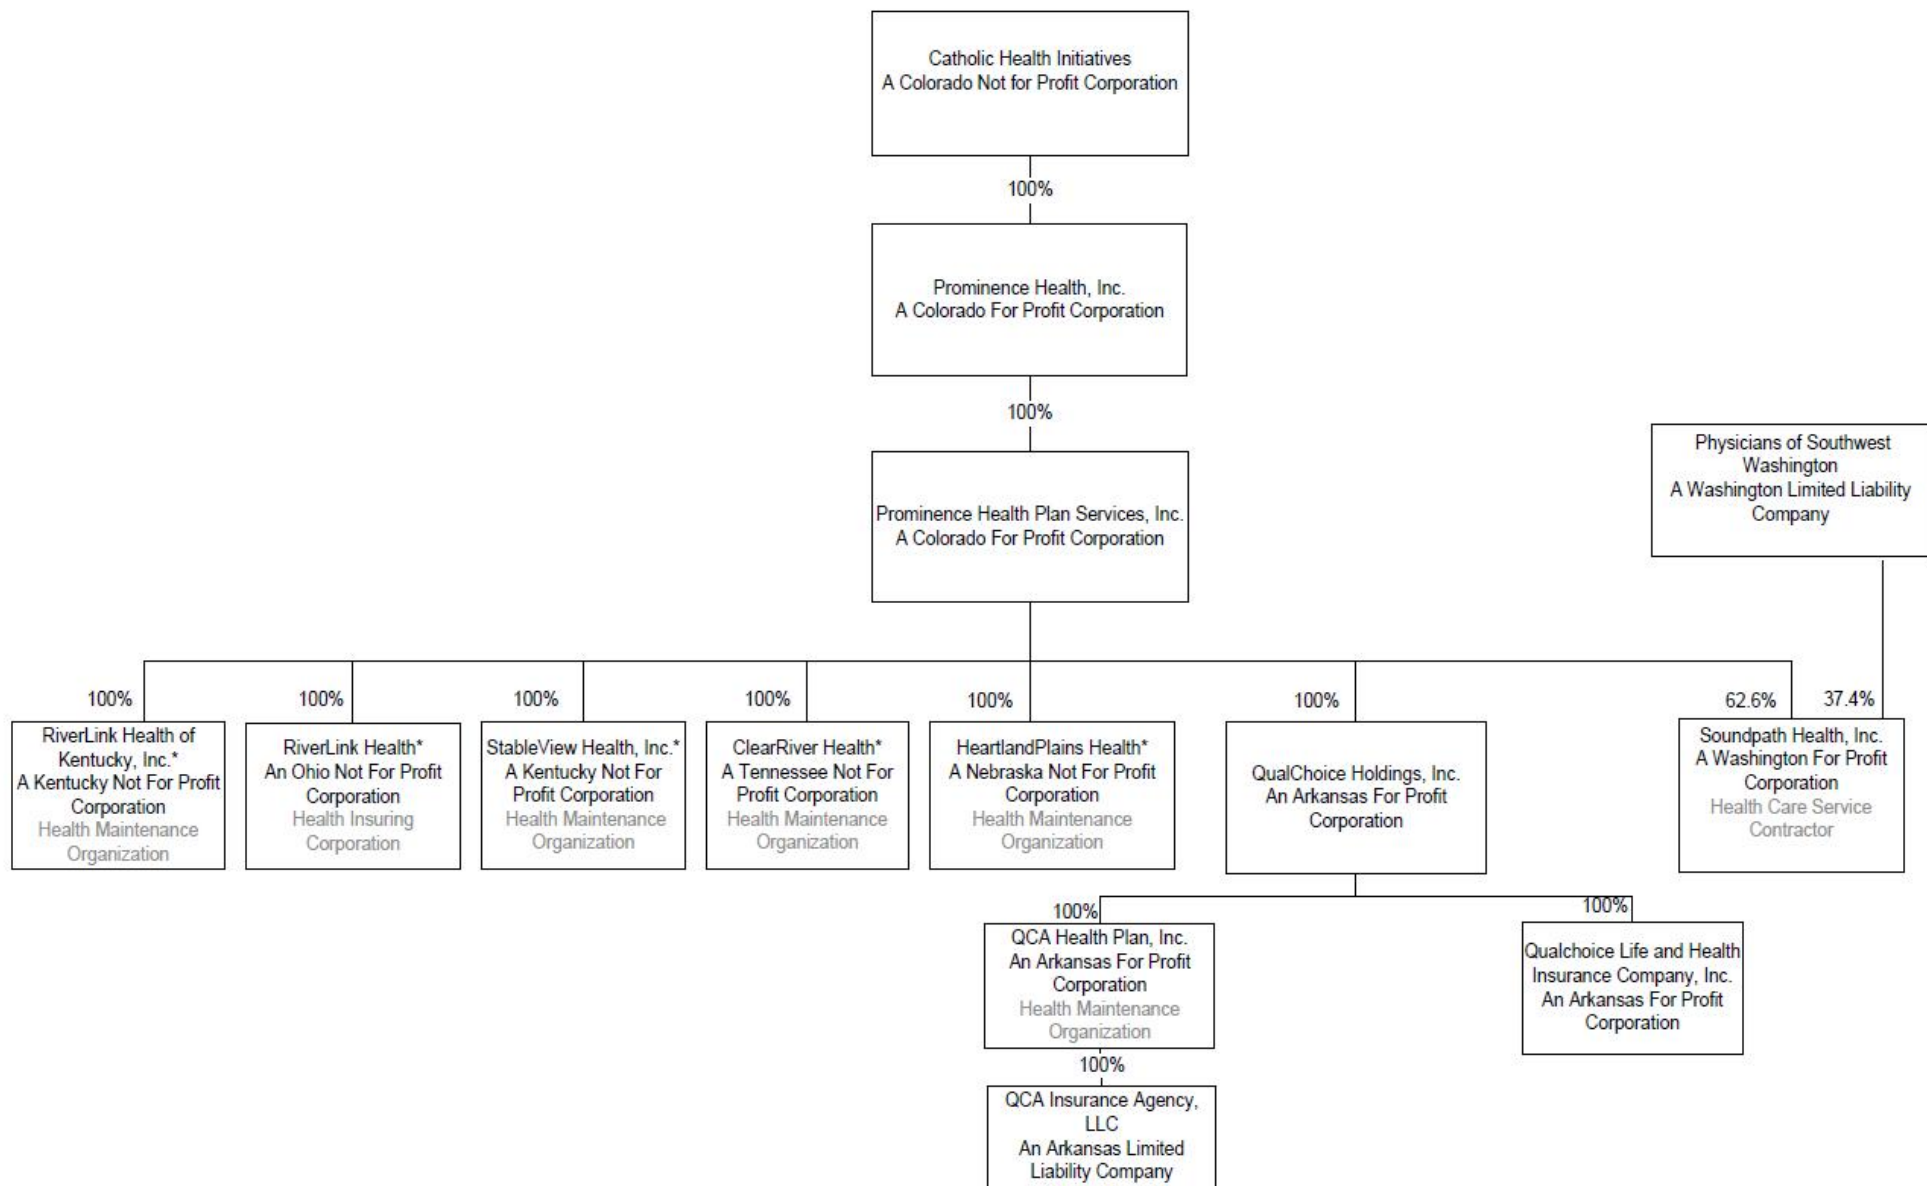 Catholic Health Initiatives
A Colorado Not for Profit Corporation
100%
Prominence Health, Inc.
A Colorado For Profit Corporation
100%
Prominence Health Plan Services, Inc.
A Colorado For Profit Corporation
Physicians of Southwest
Washington
A Washington Limited Liability
Company
100%
100%
100%
100%
100%
100%
62.6%
37.4%
RiverLink Health of
Kentucky, Inc.*
A Kentucky Not For Profit
Corporation
Health Maintenance
Organization
RiverLink Health*
An Ohio Not For Profit
Corporation
Health Insuring
Corporation
StableView Health, Inc.*
A Kentucky Not For
Profit Corporation
Health Maintenance
Organization
ClearRiver Health*
A Tennessee Not For
Profit Corporation
Health Maintenance
Organization
HeartlandPlains Health*
A Nebraska Not For Profit
Corporation
Health Maintenance
Organization
QualChoice Holdings, Inc.
An Arkansas For Profit
Corporation
Soundpath Health, Inc.
A Washington For Profit
Corporation
Health Care Service
Contractor
100%
QCA Health Plan, Inc.
An Arkansas For Profit
Corporation
Health Maintenance
Organization
100%
Qualchoice Life and Health
Insurance Company, Inc.
An Arkansas For Profit
Corporation
100%
QCA Insurance Agency,
LLC
An Arkansas Limited
Liability Company